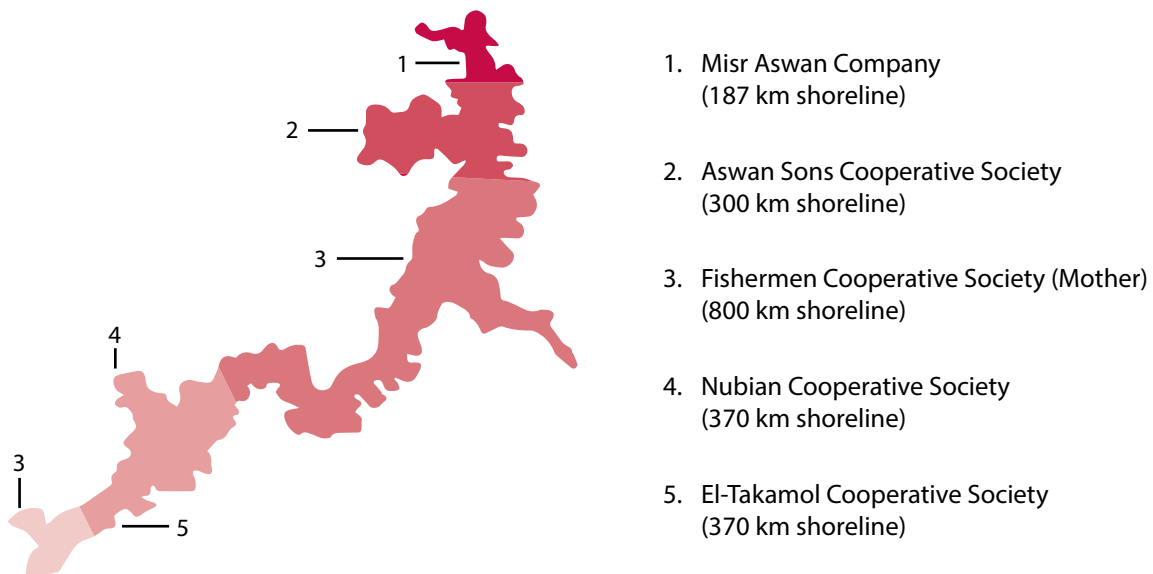 1
2
3
4
3
5
1. Misr Aswan Company
(187 km shoreline)
2. Aswan Sons Cooperative Society
(300 km shoreline)
3. Fishermen Cooperative Society (Mother)
(800 km shoreline)
4. Nubian Cooperative Society
(370 km shoreline)
5. El-Takamol Cooperative Society
(370 km shoreline)